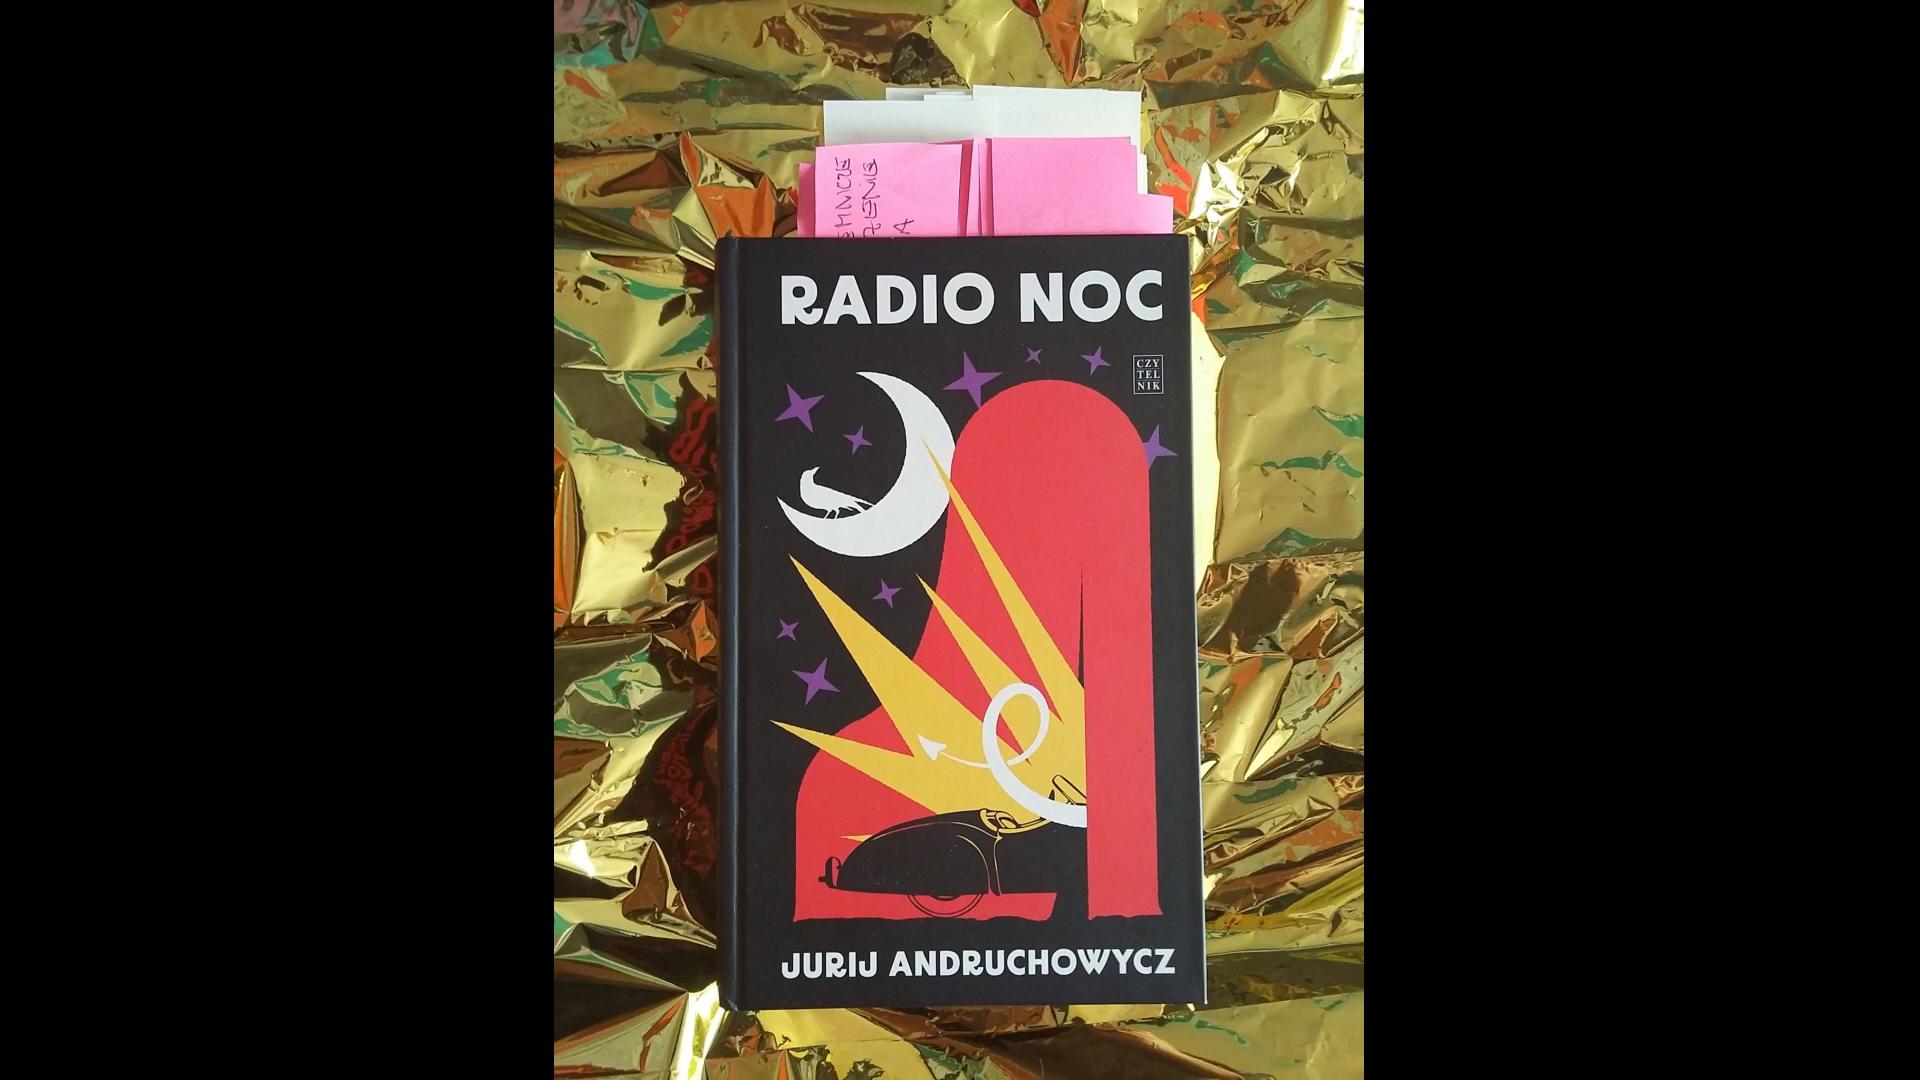 RADIO NOC
CZY
TEL
NIK
JURIJ ANDRUCHOWYCZ